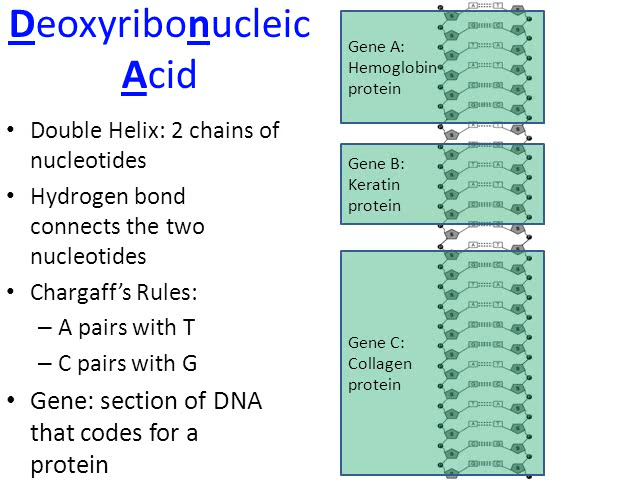 Deoxyribonucleic
Acid
• Double Helix: 2 chains of
nucleotides
• Hydrogen bond
connects the two
nucleotides
• Chargaff’s Rules:
– A pairs with T
– C pairs with G
• Gene: section of DNA
that codes for a
protein
Gene A:
Hemoglobin
protein
Gene B:
Keratin
protein
Gene C:
Collagen
protein